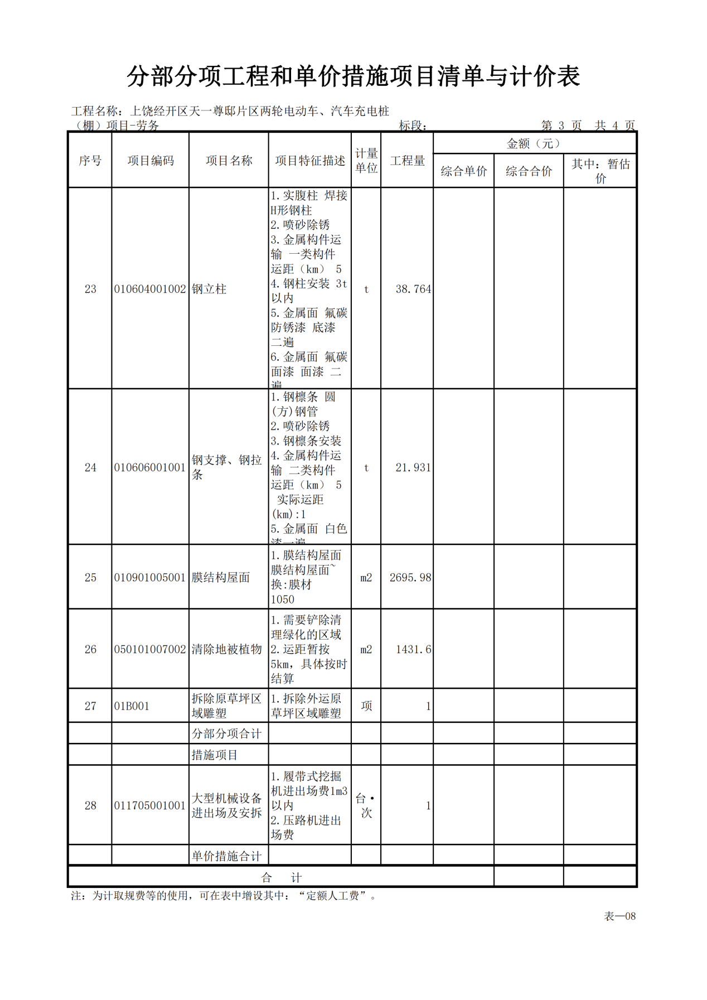 分部分项工程和单价措施项目清单与计价表
工程名称：上饶经开区天一尊邸片区两轮电动车、汽车充电桩
（棚）项目-劳务 标段： 第 3 页 共 4 页
序号 项目编码 项目名称 项目特征描述 计量单位 工程量 金额（元）
综合单价 综合合价 其中：暂估价
23 010604001002 钢立柱
1.实腹柱 焊接
H形钢柱
2.喷砂除锈
3.金属构件运
输 一类构件
运距（km） 5
4.钢柱安装 3t
以内
5.金属面 氟碳
防锈漆 底漆
二遍
6.金属面 氟碳
面漆 面漆 二
遍
t 38.764
24 010606001001 钢支撑、钢拉
条
1.钢檩条 圆
(方)钢管
2.喷砂除锈
3.钢檩条安装
4.金属构件运
输 二类构件
运距（km） 5
实际运距
(km):1
5.金属面 白色
漆一遍
t 21.931
25 010901005001 膜结构屋面
1.膜结构屋面
膜结构屋面~
换:膜材
1050
m2 2695.98
26 050101007002 清除地被植物
1.需要铲除清
理绿化的区域
2.运距暂按
5km，具体按时
结算
m2 1431.6
27 01B001 拆除原草坪区
域雕塑
1.拆除外运原
草坪区域雕塑
项 1
分部分项合计
措施项目
28 011705001001 大型机械设备
进出场及安拆
1.履带式挖掘
机进出场费1m3
以内
2.压路机进出
场费
台·
次
1
单价措施合计
合 计
注：为计取规费等的使用，可在表中增设其中：“定额人工费”。
表—08